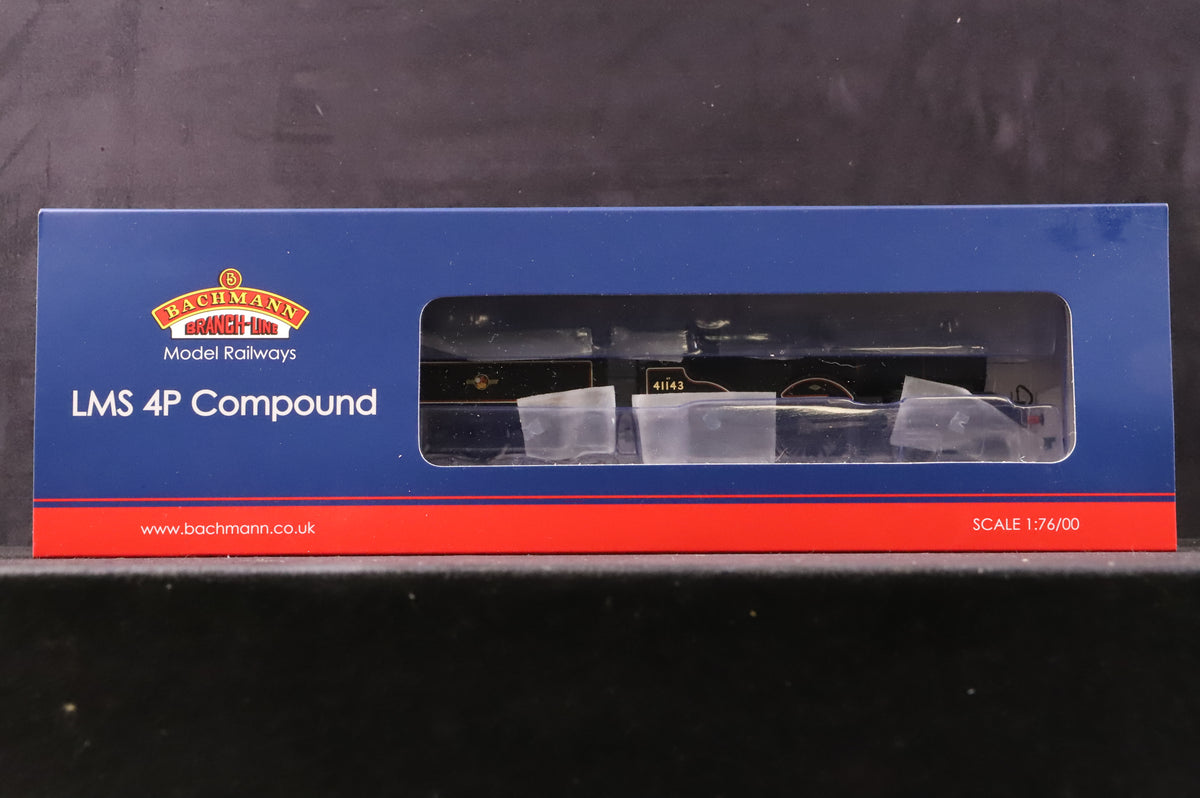 B
BACHMANN
BRANCH-LINE
Model Railways
LMS 4P Compound
41143
www.bachmann.co.uk
SCALE 1:76/00